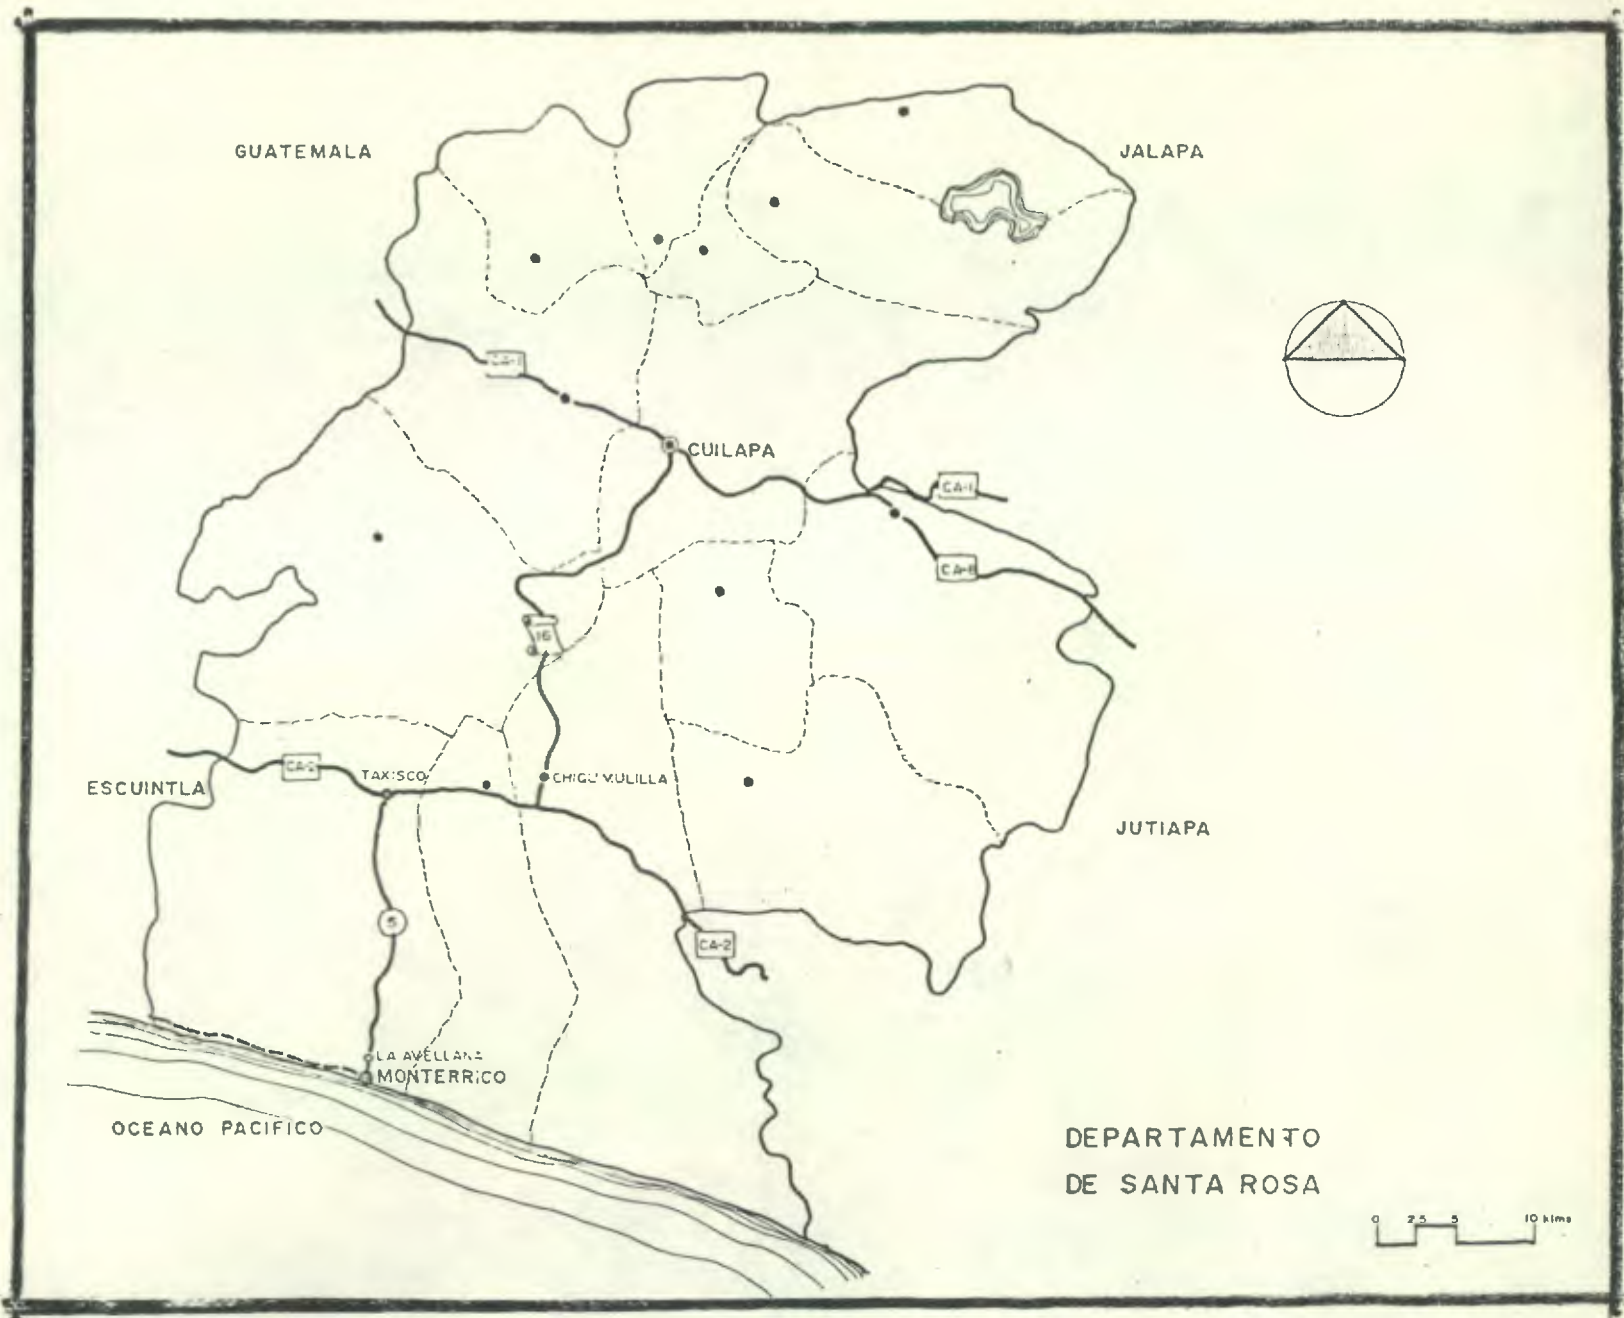 GUATEMALA
JALAPA
CA-1
CUILAPA
CA-1
CA-8
16
CA-2
TAXISCO
CHIQUIMULILLA
ESCUINTLA
JUTIAPA
5
CA-2
LA AVELLANA
MONTERRICO
OCEANO PACIFICO
DEPARTAMENTO
DE SANTA ROSA
0 2.5 5 10 klms